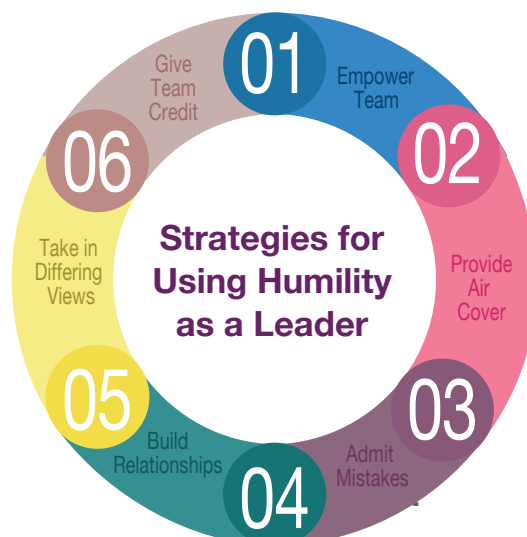 Strategies for
Using Humility
as a Leader
01
Empower
Team
02
Provide
Air
Cover
03
Admit
Mistakes
04
Build
Relationships
05
Take in
Differing
Views
06
Give
Team
Credit